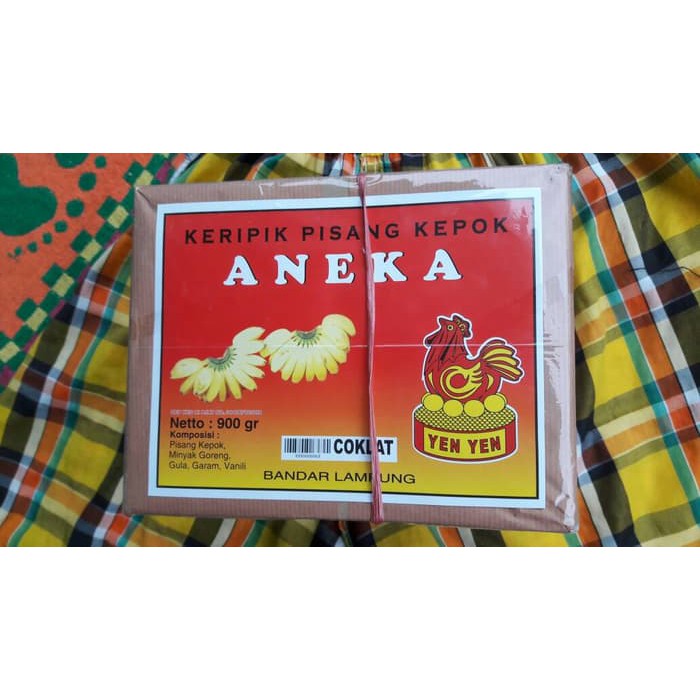 KERIPIK PISANG KEPOK
ANEKA
Netto : 900 gr
Komposisi :
Pisang Kepok,
Minyak Goreng,
Gula, Garam, Vanili
COKLAT
YEN YEN
BANDAR LAMPUNG